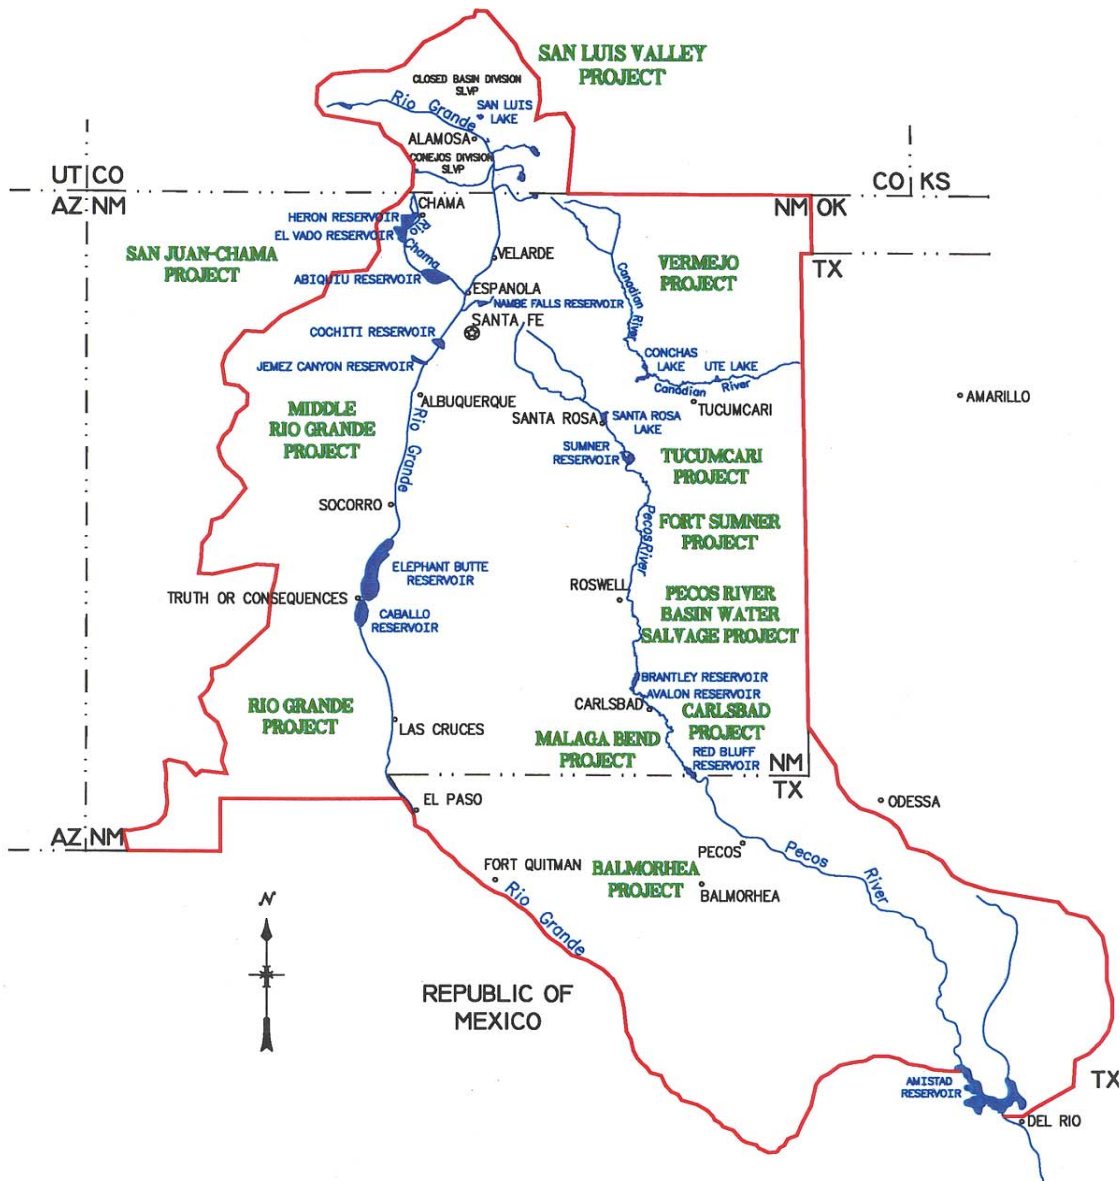 SAN LUIS VALLEY
PROJECT
CLOSED BASIN DIVISION
SLVP
Rio Grande
SAN LUIS
LAKE
ALAMOSA
CONEJOS DIVISION
SLVP
UT CO
CO KS
AZ NM
NM OK
CHAMA
HERON RESERVOIR
Rio
Chama
EL VADO RESERVOIR
SAN JUAN-CHAMA
PROJECT
VELARDE
VERMEJO
PROJECT
TX
ABIQUIU RESERVOIR
Canadian River
ESPANOLA
NAMBE FALLS RESERVOIR
SANTA FE
COCHITI RESERVOIR
JEMEZ CANYON RESERVOIR
CONCHAS
LAKE
UTE LAKE
Canadian River
ALBUQUERQUE
AMARILLO
TUCUMCARI
MIDDLE
RIO GRANDE
PROJECT
Rio Grande
SANTA ROSA
SANTA ROSA
LAKE
SUMNER
RESERVOIR
TUCUMCARI
PROJECT
SOCORRO
Pecos River
FORT SUMNER
PROJECT
ELEPHANT BUTTE
RESERVOIR
TRUTH OR CONSEQUENCES
CABALLO
RESERVOIR
ROSWELL
PECOS RIVER
BASIN WATER
SALVAGE PROJECT
BRANTLEY RESERVOIR
AVALON RESERVOIR
CARLSBAD
CARLSBAD
PROJECT
RIO GRANDE
PROJECT
LAS CRUCES
MALAGA BEND
PROJECT
RED BLUFF
RESERVOIR
NM
TX
EL PASO
ODESSA
AZ NM
PECOS
Pecos River
FORT QUITMAN
BALMORHEA
PROJECT
BALMORHEA
Rio Grande
N
REPUBLIC OF
MEXICO
AMISTAD
RESERVOIR
TX
DEL RIO